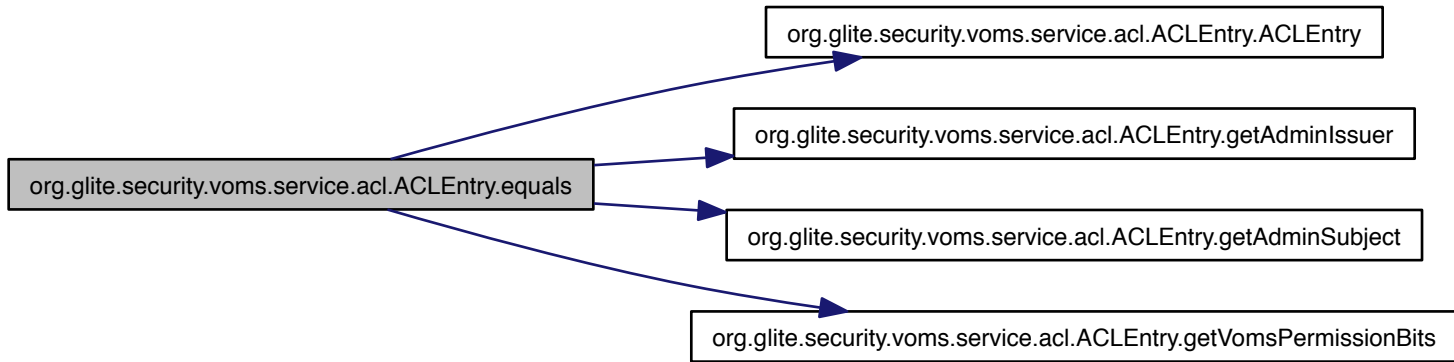 org.glite.security.voms.service.acl.ACLEntry.equals
org.glite.security.voms.service.acl.ACLEntry.ACLEntry
org.glite.security.voms.service.acl.ACLEntry.getAdminIssuer
org.glite.security.voms.service.acl.ACLEntry.getAdminSubject
org.glite.security.voms.service.acl.ACLEntry.getVomsPermissionBits